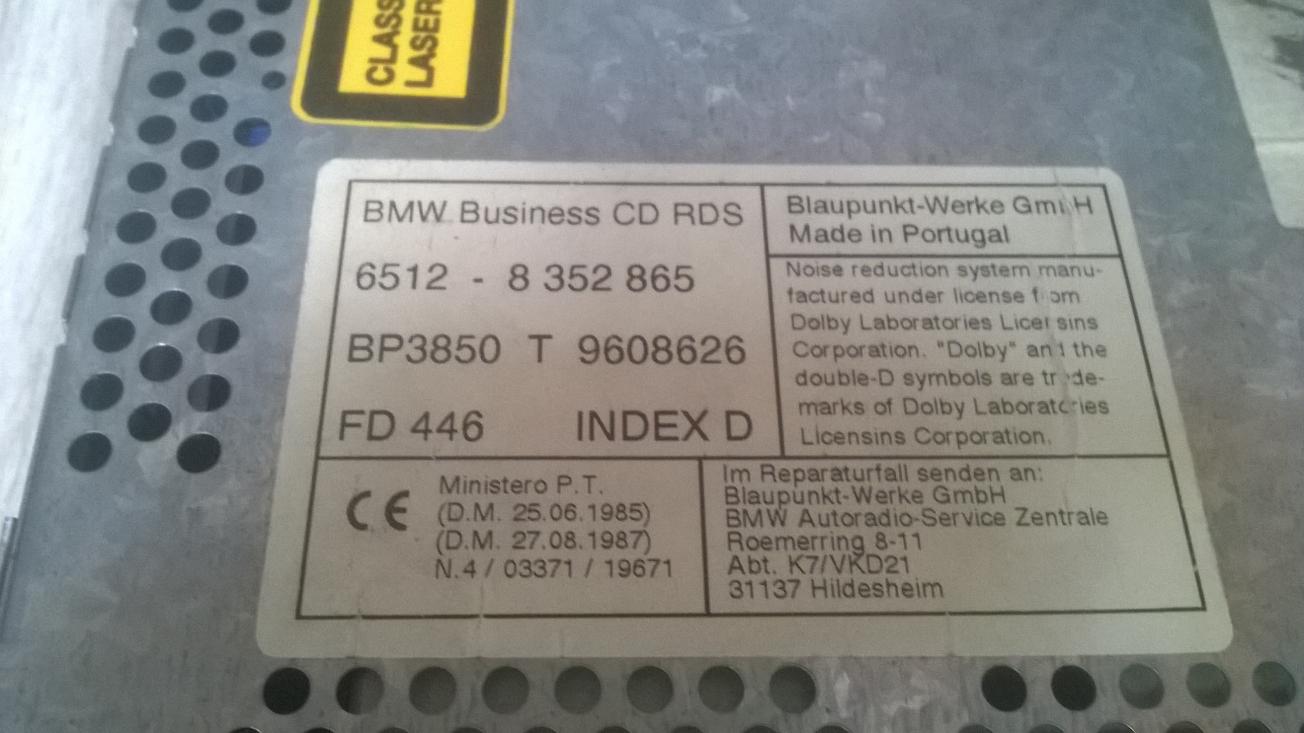 CLASS
LASER
BMW Business CD RDS
6512 - 8 352 865
BP3850 T 9608626
FD 446 INDEX D
Blaupunkt-Werke GmbH
Made in Portugal
Noise reduction system manu-
factured under license from
Dolby Laboratories Licensins
Corporation. "Dolby" and the
double-D symbols are trade-
marks of Dolby Laboratories
Licensins Corporation.
CE
Ministero P.T.
(D.M. 25.06.1985)
(D.M. 27.08.1987)
N.4 / 03371 / 19671
Im Reparaturfall senden an:
Blaupunkt-Werke GmbH
BMW Autoradio-Service Zentrale
Roemerring 8-11
Abt. K7/VKD21
31137 Hildesheim